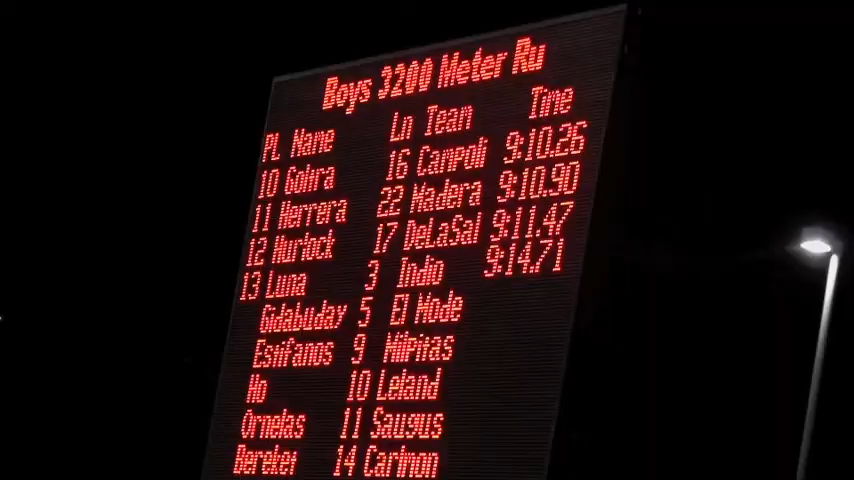 Boys 3200 Meter Ru
PL Name Ln Team Time
10 Gohra 16 Campoli 9:10.26
11 Herrera 22 Madera 9:10.90
12 Hurlock 17 DeLaSal 9:11.47
13 Luna 3 Indio 9:14.71
Gidabuday 5 El Mode
Estifanos 9 Milpitas
Ho 10 Leland
Ornelas 11 Saugus
Bereket 14 Carlmon